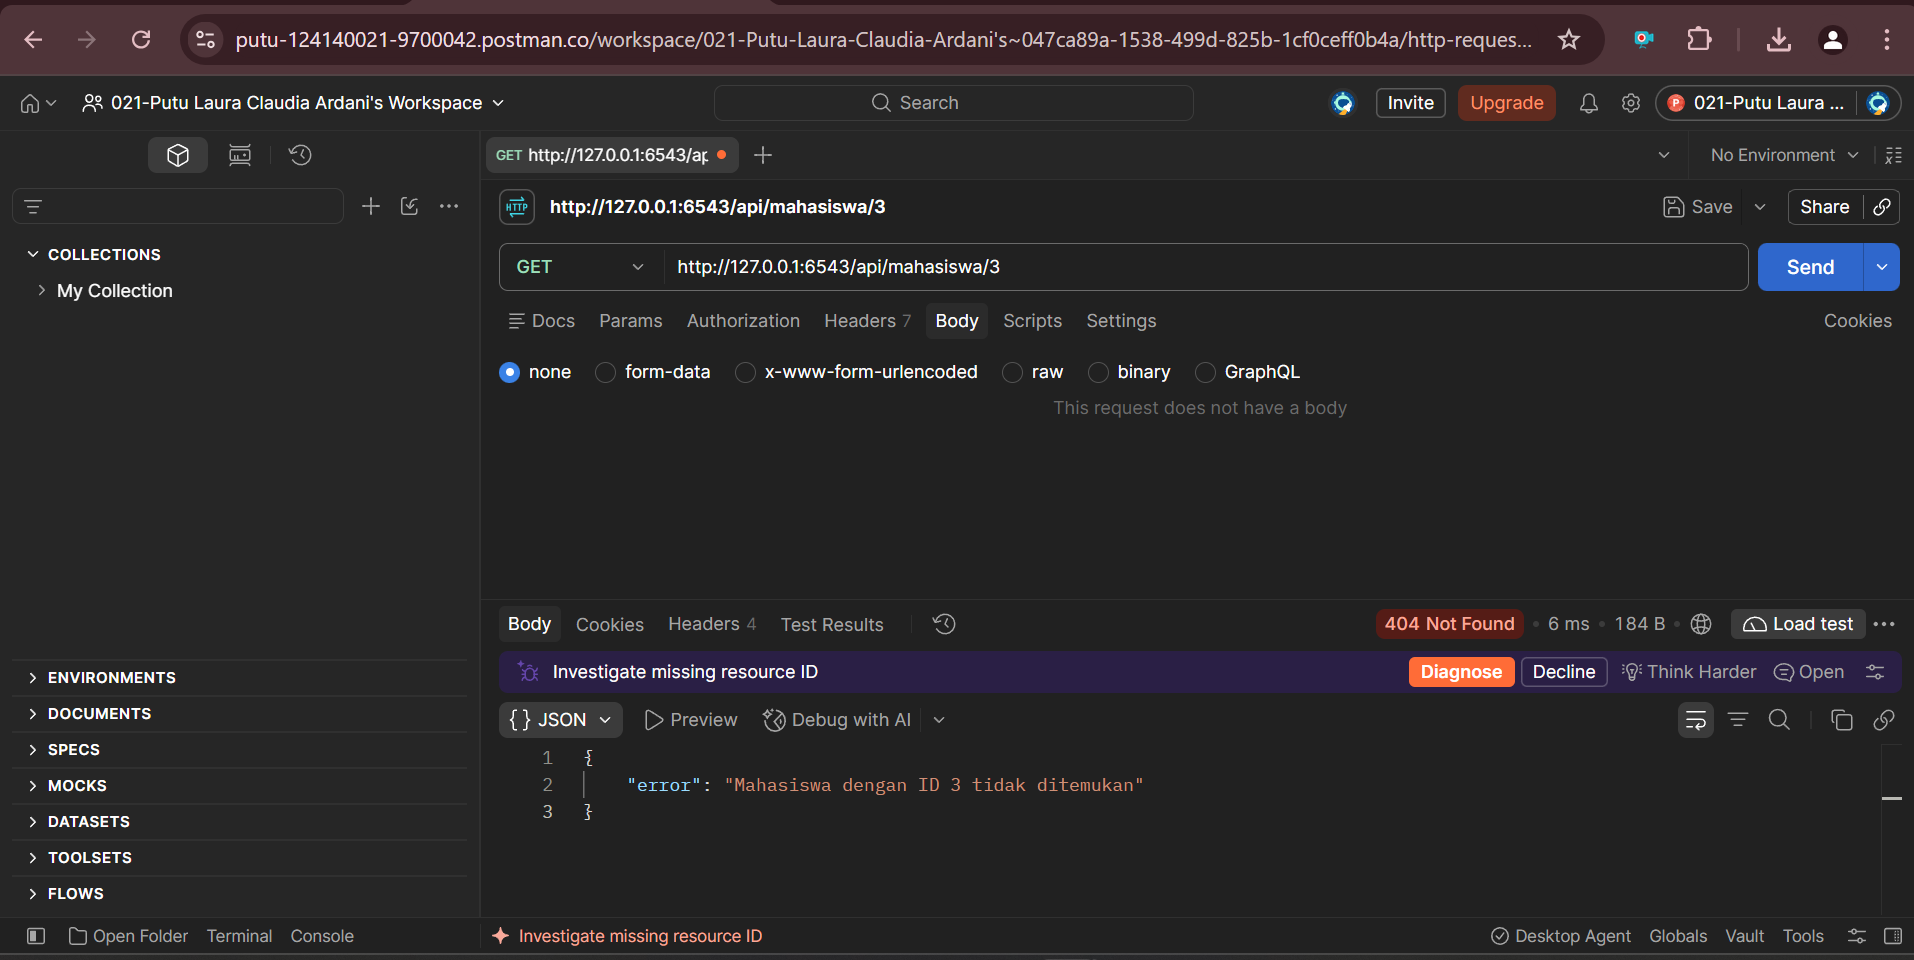 putu-124140021-9700042.postman.co/workspace/021-Putu-Laura-Claudia-Ardani's~047ca89a-1538-499d-825b-1cf0ceff0b4a/http-reques...
021-Putu Laura Claudia Ardani's Workspace
Search
Invite
Upgrade
P 021-Putu Laura ...
GET http://127.0.0.1:6543/ap
No Environment
HTTP http://127.0.0.1:6543/api/mahasiswa/3
Save
Share
COLLECTIONS
My Collection
GET http://127.0.0.1:6543/api/mahasiswa/3
Send
Docs Params Authorization Headers 7 Body Scripts Settings Cookies
none form-data x-www-form-urlencoded raw binary GraphQL
This request does not have a body
Body Cookies Headers 4 Test Results 404 Not Found • 6 ms • 184 B • Load test
Investigate missing resource ID Diagnose Decline Think Harder Open
{} JSON Preview Debug with AI
1 {
2 "error": "Mahasiswa dengan ID 3 tidak ditemukan"
3 }
ENVIRONMENTS
DOCUMENTS
SPECS
MOCKS
DATASETS
TOOLSETS
FLOWS
Open Folder Terminal Console Investigate missing resource ID Desktop Agent Globals Vault Tools